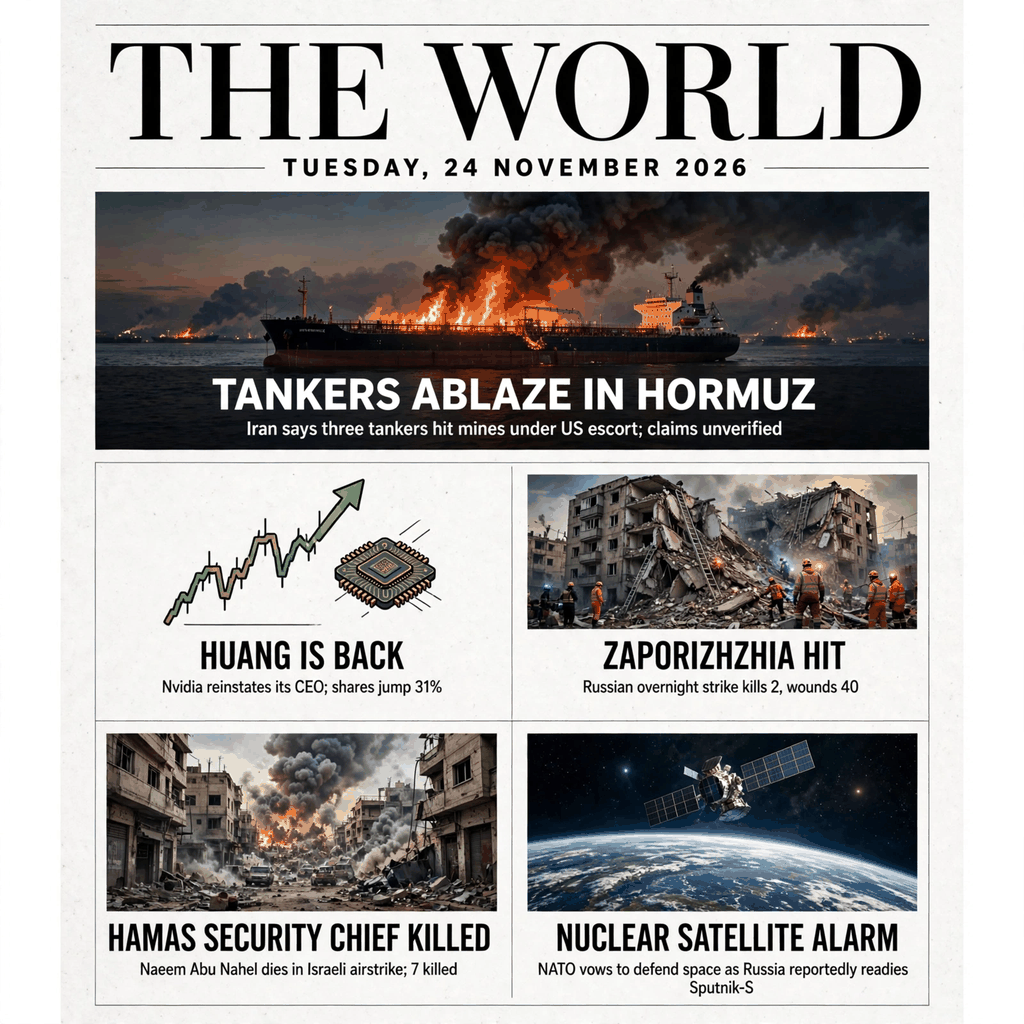 THE WORLD
TUESDAY, 24 NOVEMBER 2026
TANKERS ABLAZE IN HORMUZ
Iran says three tankers hit mines under US escort; claims unverified
HUANG IS BACK
Nvidia reinstates its CEO; shares jump 31%
ZAPORIZHZHIA HIT
Russian overnight strike kills 2, wounds 40
HAMAS SECURITY CHIEF KILLED
Naeem Abu Nahel dies in Israeli airstrike; 7 killed
NUCLEAR SATELLITE ALARM
NATO vows to defend space as Russia reportedly readies
Sputnik-S